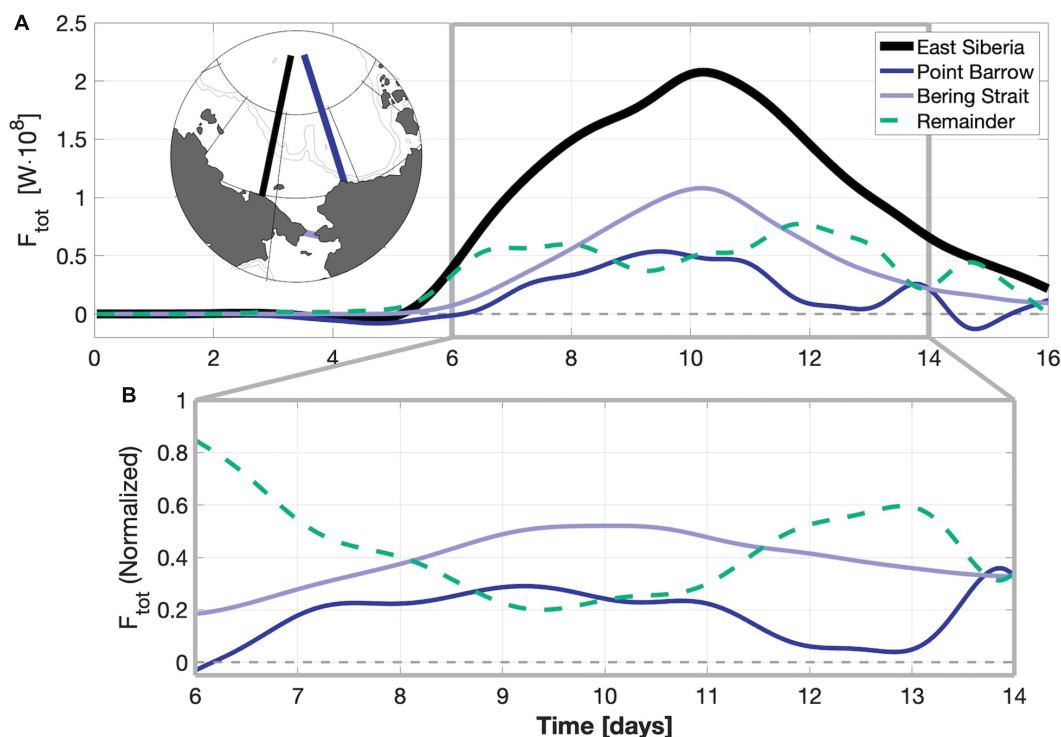 A
F_tot [W·10^8]
2.5
2
1.5
1
0.5
0
East Siberia
Point Barrow
Bering Strait
Remainder
0 2 4 6 8 10 12 14 16
B
F_tot (Normalized)
1
0.8
0.6
0.4
0.2
0
6 7 8 9 10 11 12 13 14
Time [days]